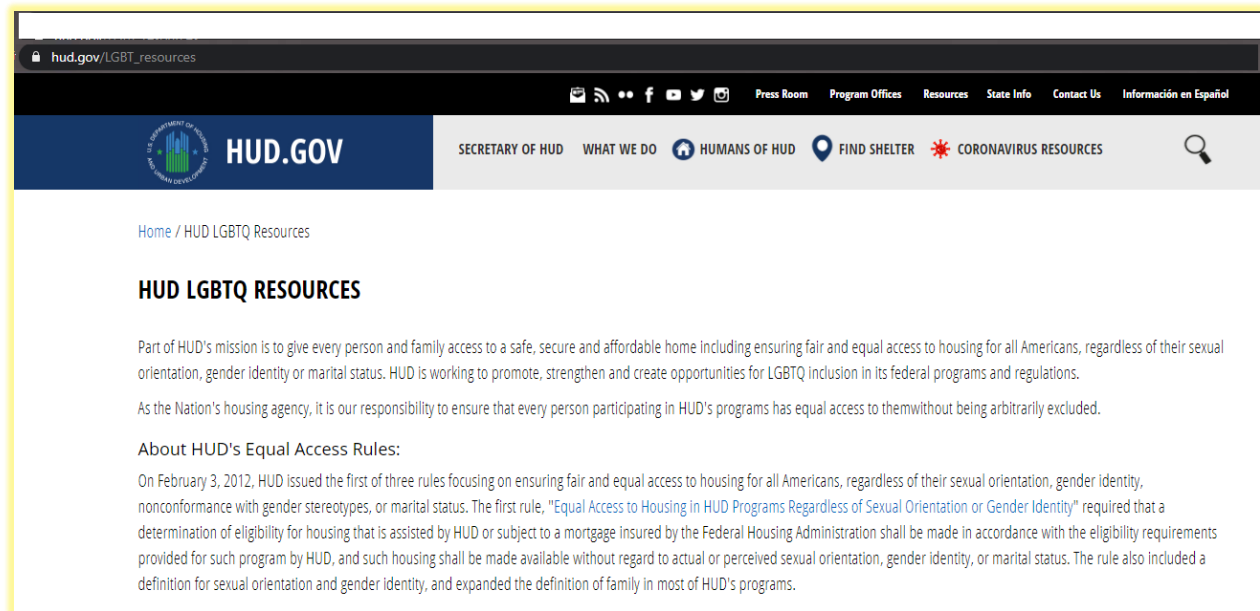 hud.gov/LGBT_resources
Press Room Program Offices Resources State Info Contact Us Información en Español
U.S. DEPARTMENT OF HOUSING AND URBAN DEVELOPMENT
HUD.GOV
SECRETARY OF HUD WHAT WE DO HUMANS OF HUD FIND SHELTER CORONAVIRUS RESOURCES
Home / HUD LGBTQ Resources
HUD LGBTQ RESOURCES
Part of HUD's mission is to give every person and family access to a safe, secure and affordable home including ensuring fair and equal access to housing for all Americans, regardless of their sexual
orientation, gender identity or marital status. HUD is working to promote, strengthen and create opportunities for LGBTQ inclusion in its federal programs and regulations.
As the Nation's housing agency, it is our responsibility to ensure that every person participating in HUD's programs has equal access to themwithout being arbitrarily excluded.
About HUD's Equal Access Rules:
On February 3, 2012, HUD issued the first of three rules focusing on ensuring fair and equal access to housing for all Americans, regardless of their sexual orientation, gender identity,
nonconformance with gender stereotypes, or marital status. The first rule, "Equal Access to Housing in HUD Programs Regardless of Sexual Orientation or Gender Identity" required that a
determination of eligibility for housing that is assisted by HUD or subject to a mortgage insured by the Federal Housing Administration shall be made in accordance with the eligibility requirements
provided for such program by HUD, and such housing shall be made available without regard to actual or perceived sexual orientation, gender identity, or marital status. The rule also included a
definition for sexual orientation and gender identity, and expanded the definition of family in most of HUD's programs.